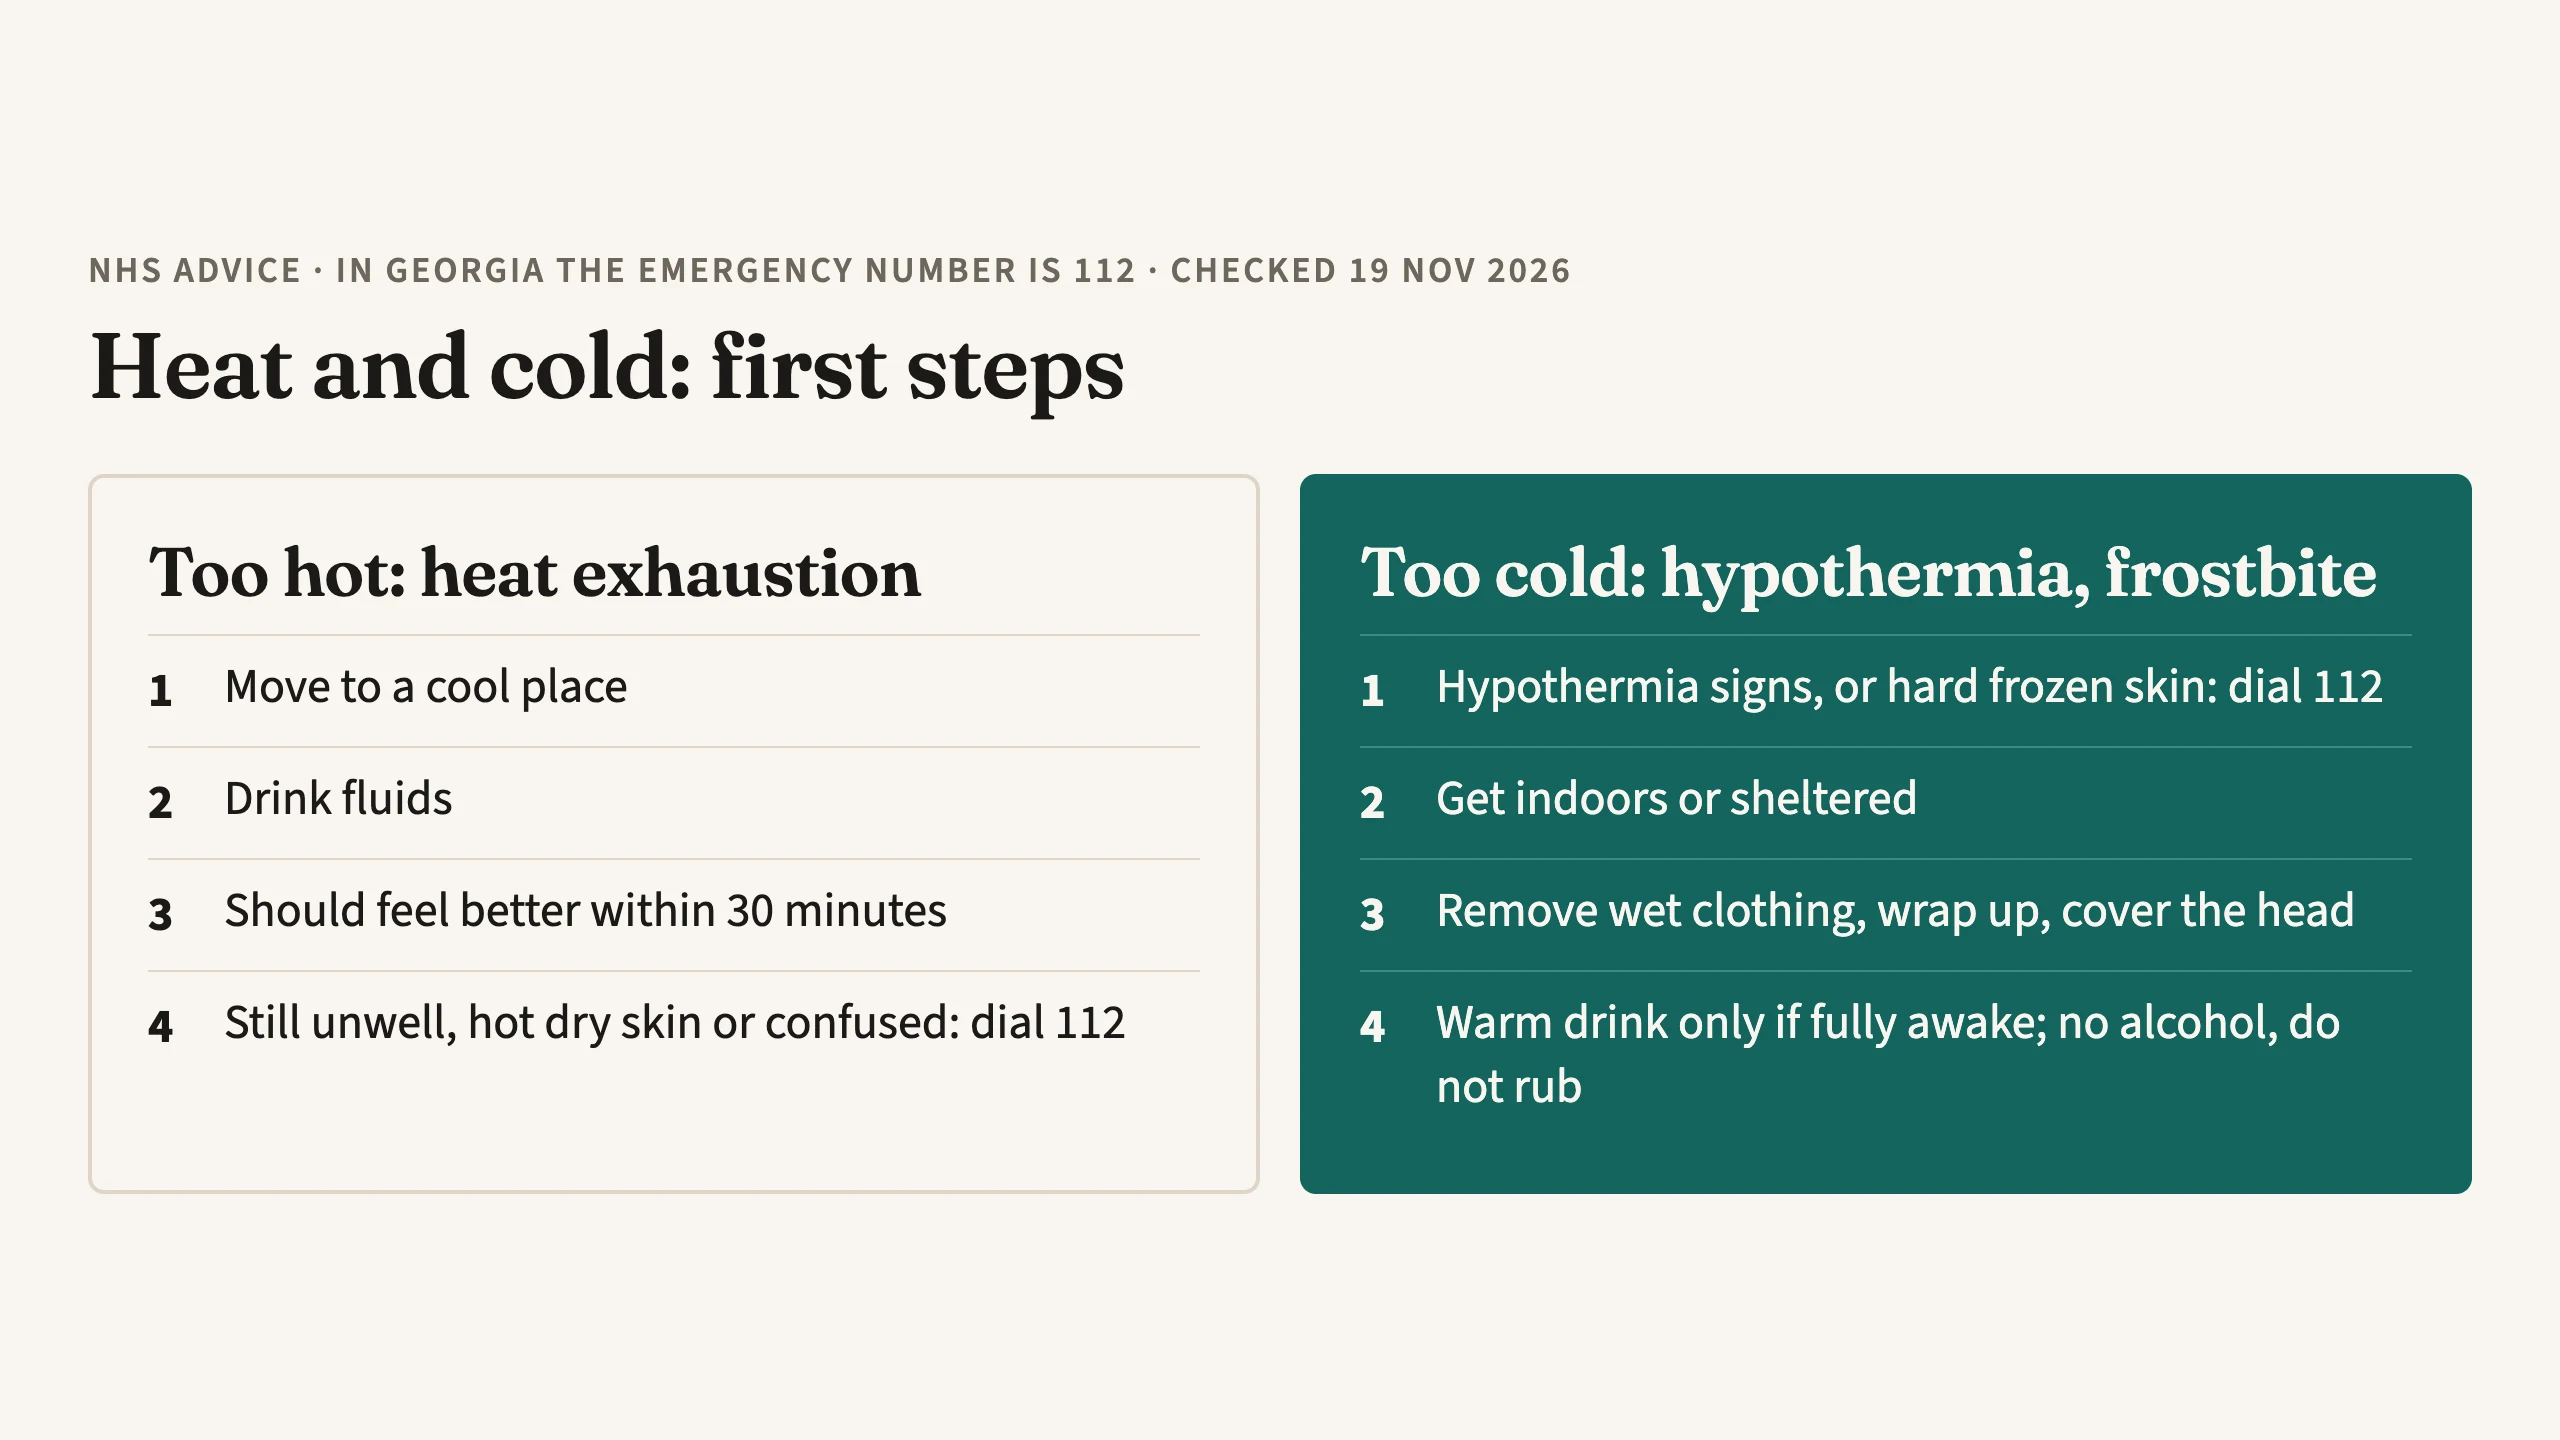 NHS ADVICE · IN GEORGIA THE EMERGENCY NUMBER IS 112 · CHECKED 19 NOV 2026
Heat and cold: first steps
Too hot: heat exhaustion
1 Move to a cool place
2 Drink fluids
3 Should feel better within 30 minutes
4 Still unwell, hot dry skin or confused: dial 112
Too cold: hypothermia, frostbite
1 Hypothermia signs, or hard frozen skin: dial 112
2 Get indoors or sheltered
3 Remove wet clothing, wrap up, cover the head
4 Warm drink only if fully awake; no alcohol, do
not rub